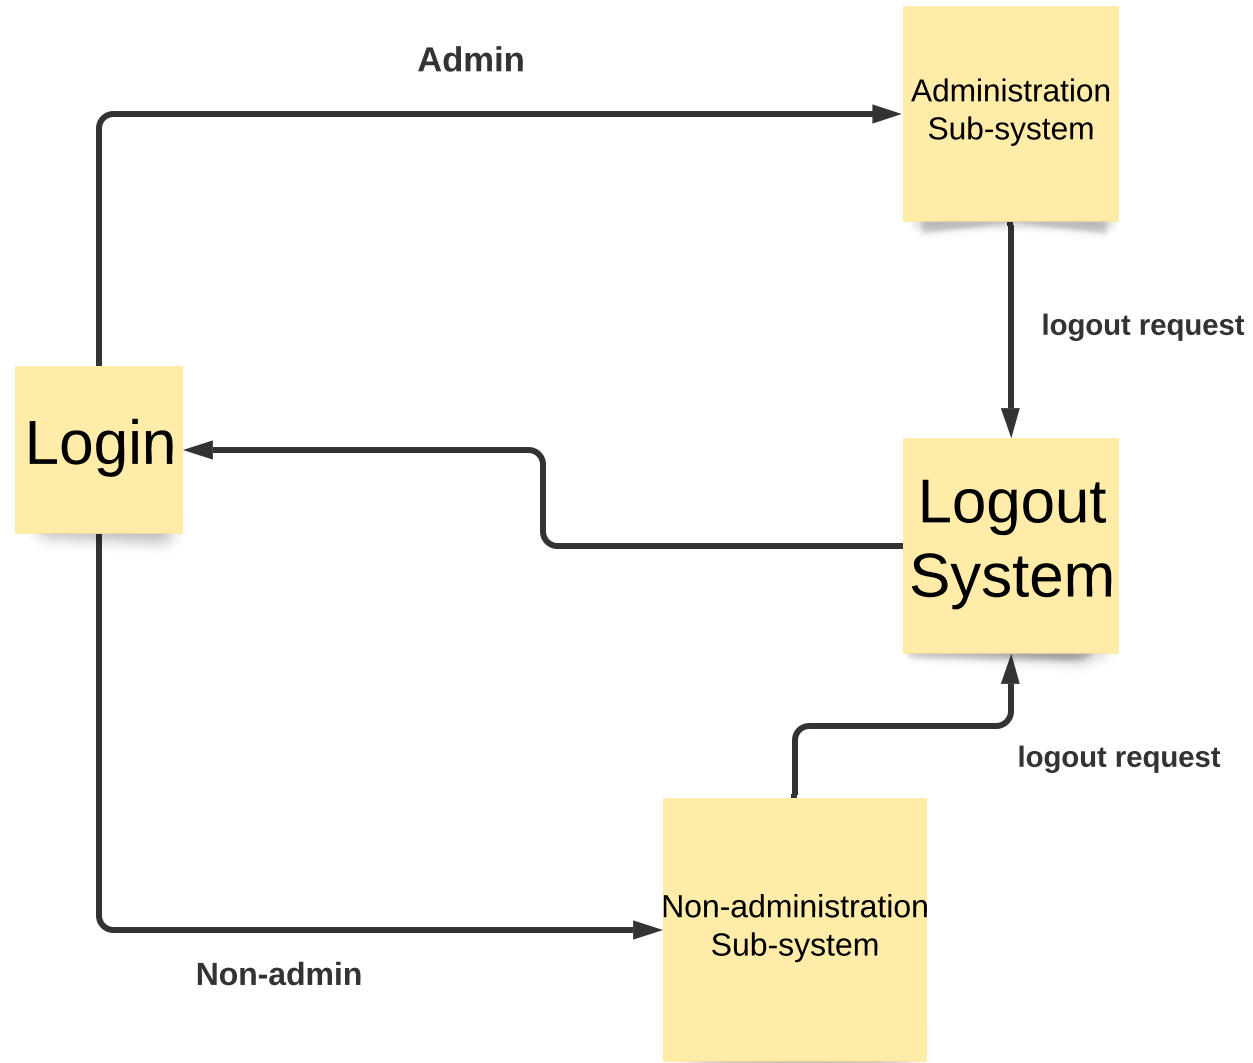 Admin
Administration
Sub-system
logout request
Login
Logout
System
logout request
Non-administration
Sub-system
Non-admin